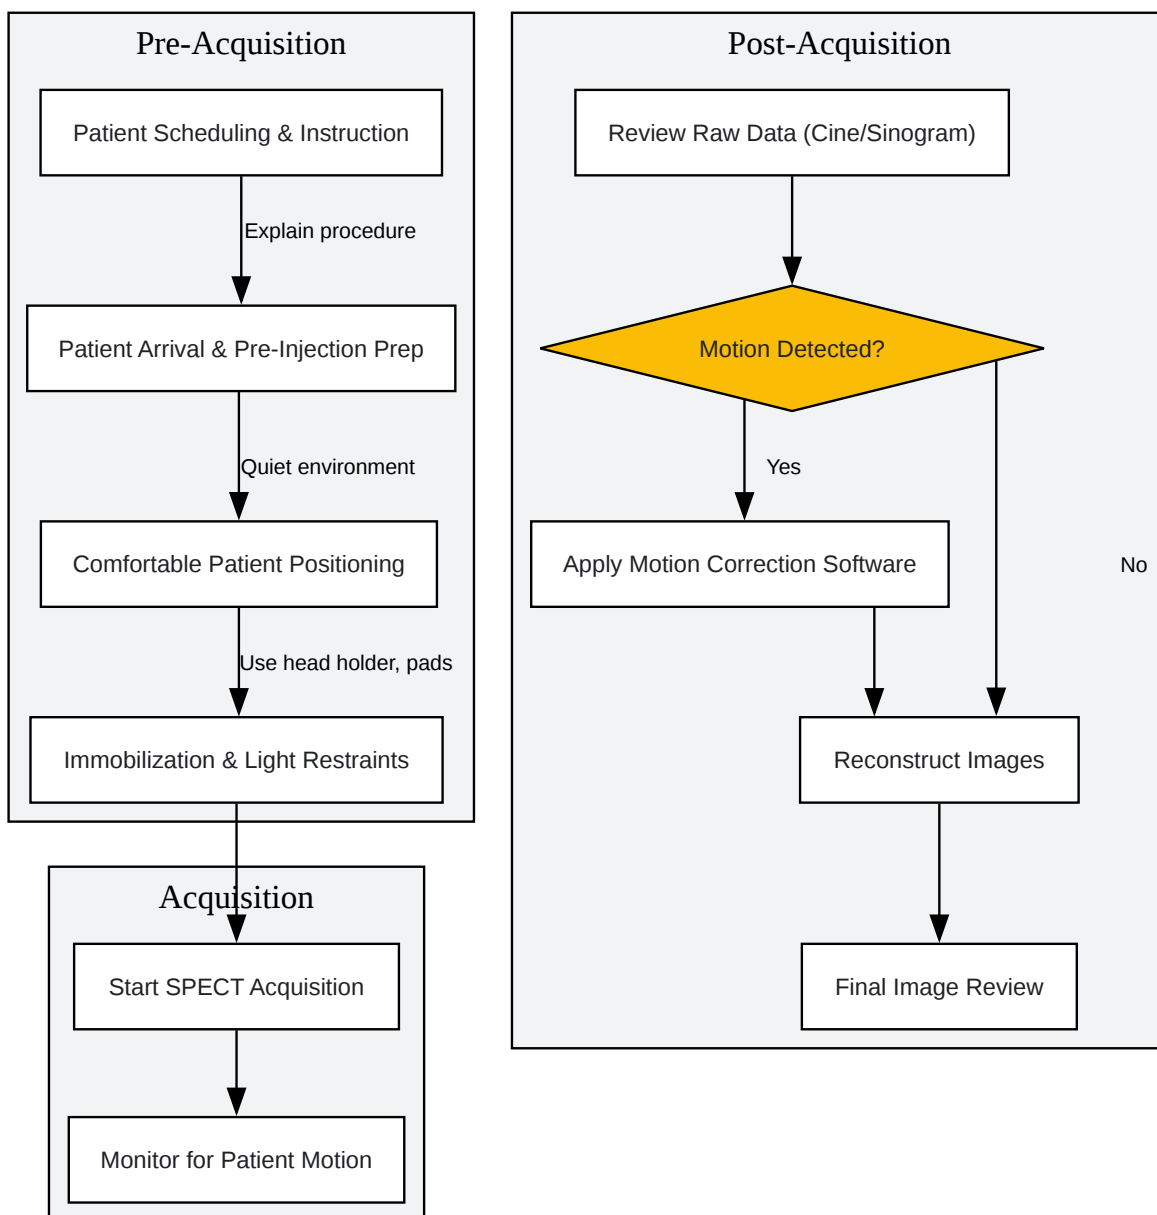 Pre-Acquisition
Patient Scheduling & Instruction
Explain procedure
Patient Arrival & Pre-Injection Prep
Quiet environment
Comfortable Patient Positioning
Use head holder, pads
Immobilization & Light Restraints
Acquisition
Start SPECT Acquisition
Monitor for Patient Motion
Post-Acquisition
Review Raw Data (Cine/Sinogram)
Motion Detected?
Yes
Apply Motion Correction Software
No
Reconstruct Images
Final Image Review